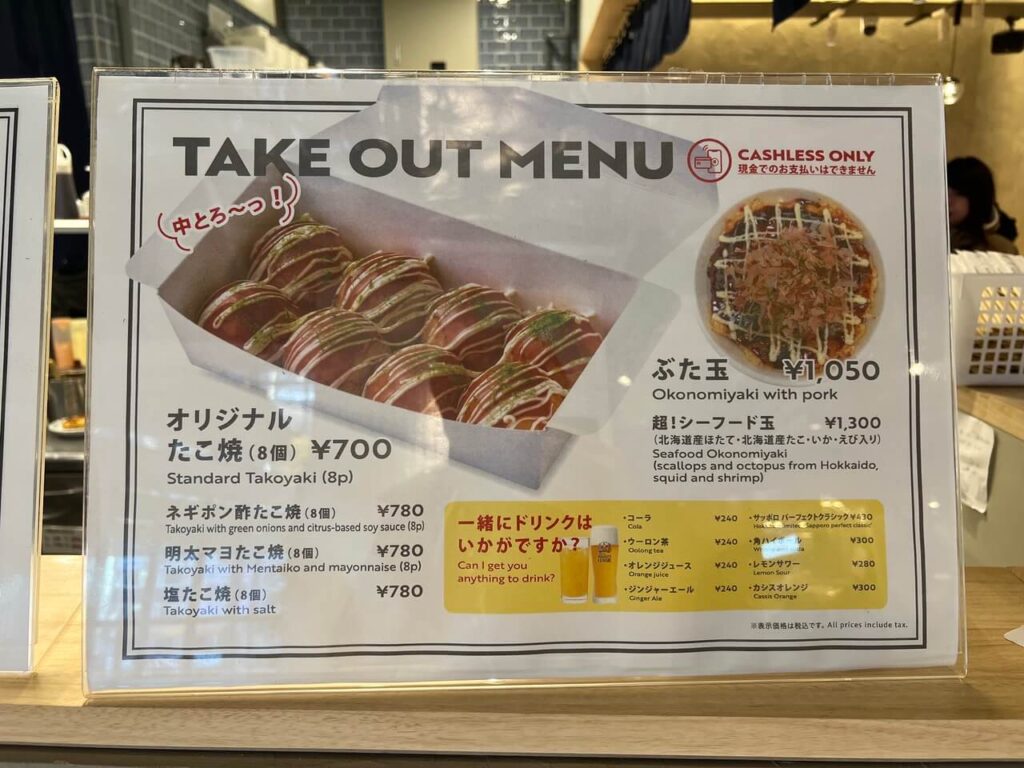 TAKE OUT MENU
CASHLESS ONLY
現金でのお支払いはできません
中とろ～っ!
オリジナル
たこ焼(8個) ¥700
Standard Takoyaki (8p)
ネギポン酢たこ焼(8個) ¥780
Takoyaki with green onions and citrus-based soy sauce (8p)
明太マヨたこ焼(8個) ¥780
Takoyaki with Mentaiko and mayonnaise (8p)
塩たこ焼(8個) ¥780
Takoyaki with salt
ぶた玉 ¥1,050
Okonomiyaki with pork
超!シーフード玉 ¥1,300
(北海道産ほたて・北海道産たこ・いか・えび入り)
Seafood Okonomiyaki
(scallops and octopus from Hokkaido,
squid and shrimp)
一緒にドリンクは
いかがですか?
Can I get you
anything to drink?
・コーラ ¥240
Cola
・ウーロン茶 ¥240
Oolong tea
・オレンジジュース ¥240
Orange juice
・ジンジャーエール ¥240
Ginger Ale
・サッポロ パーフェクトクラシック ¥430
limited 'Sapporo perfect classic'
・角ハイボール ¥300
・レモンサワー ¥280
Lemon Sour
・カシスオレンジ ¥300
Cassis Orange
※表示価格は税込です。 All prices include tax.